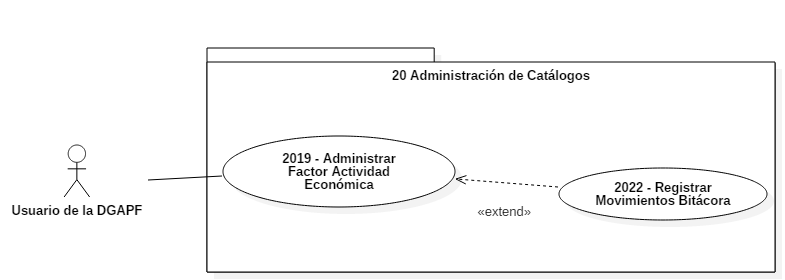 20 Administración de Catálogos
2019 - Administrar
Factor Actividad
Económica
2022 - Registrar
Movimientos Bitácora
«extend»
Usuario de la DGAPF